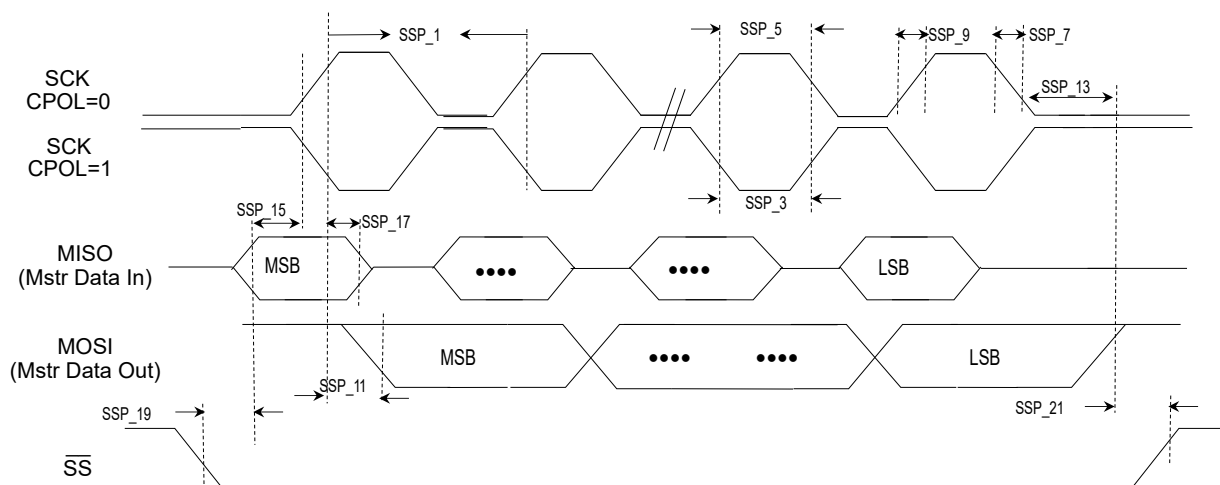 SSP_1
SSP_5
SSP_9
SSP_7
SCK
CPOL=0
SSP_13
SCK
CPOL=1
SSP_3
SSP_15
SSP_17
MISO
(Mstr Data In)
MSB
••••
••••
LSB
MOSI
(Mstr Data Out)
MSB
••••
••••
LSB
SSP_11
SSP_19
SSP_21
SS